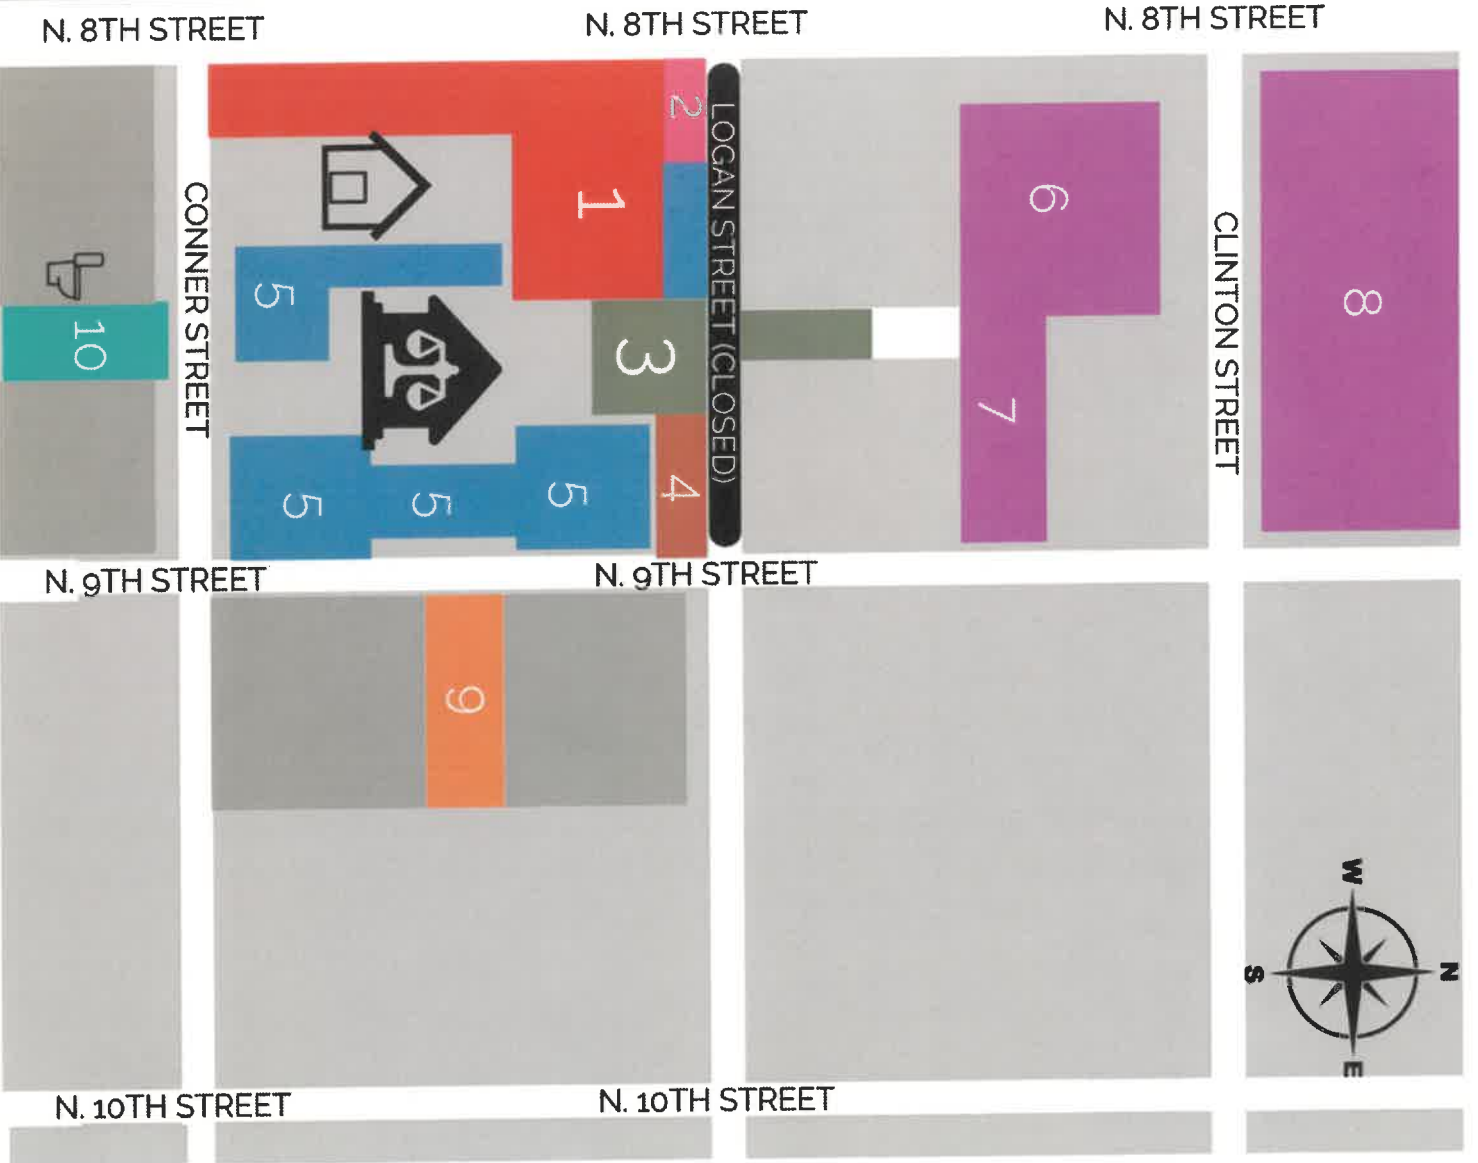 N. 8TH STREET
N. 8TH STREET
N. 8TH STREET
2
1
LOGAN STREET (CLOSED)
6
CLINTON STREET
8
CONNER STREET
5
10
3
7
5
5
5
4
N. 9TH STREET
N. 9TH STREET
9
W
S
N
E
N. 10TH STREET
N. 10TH STREET